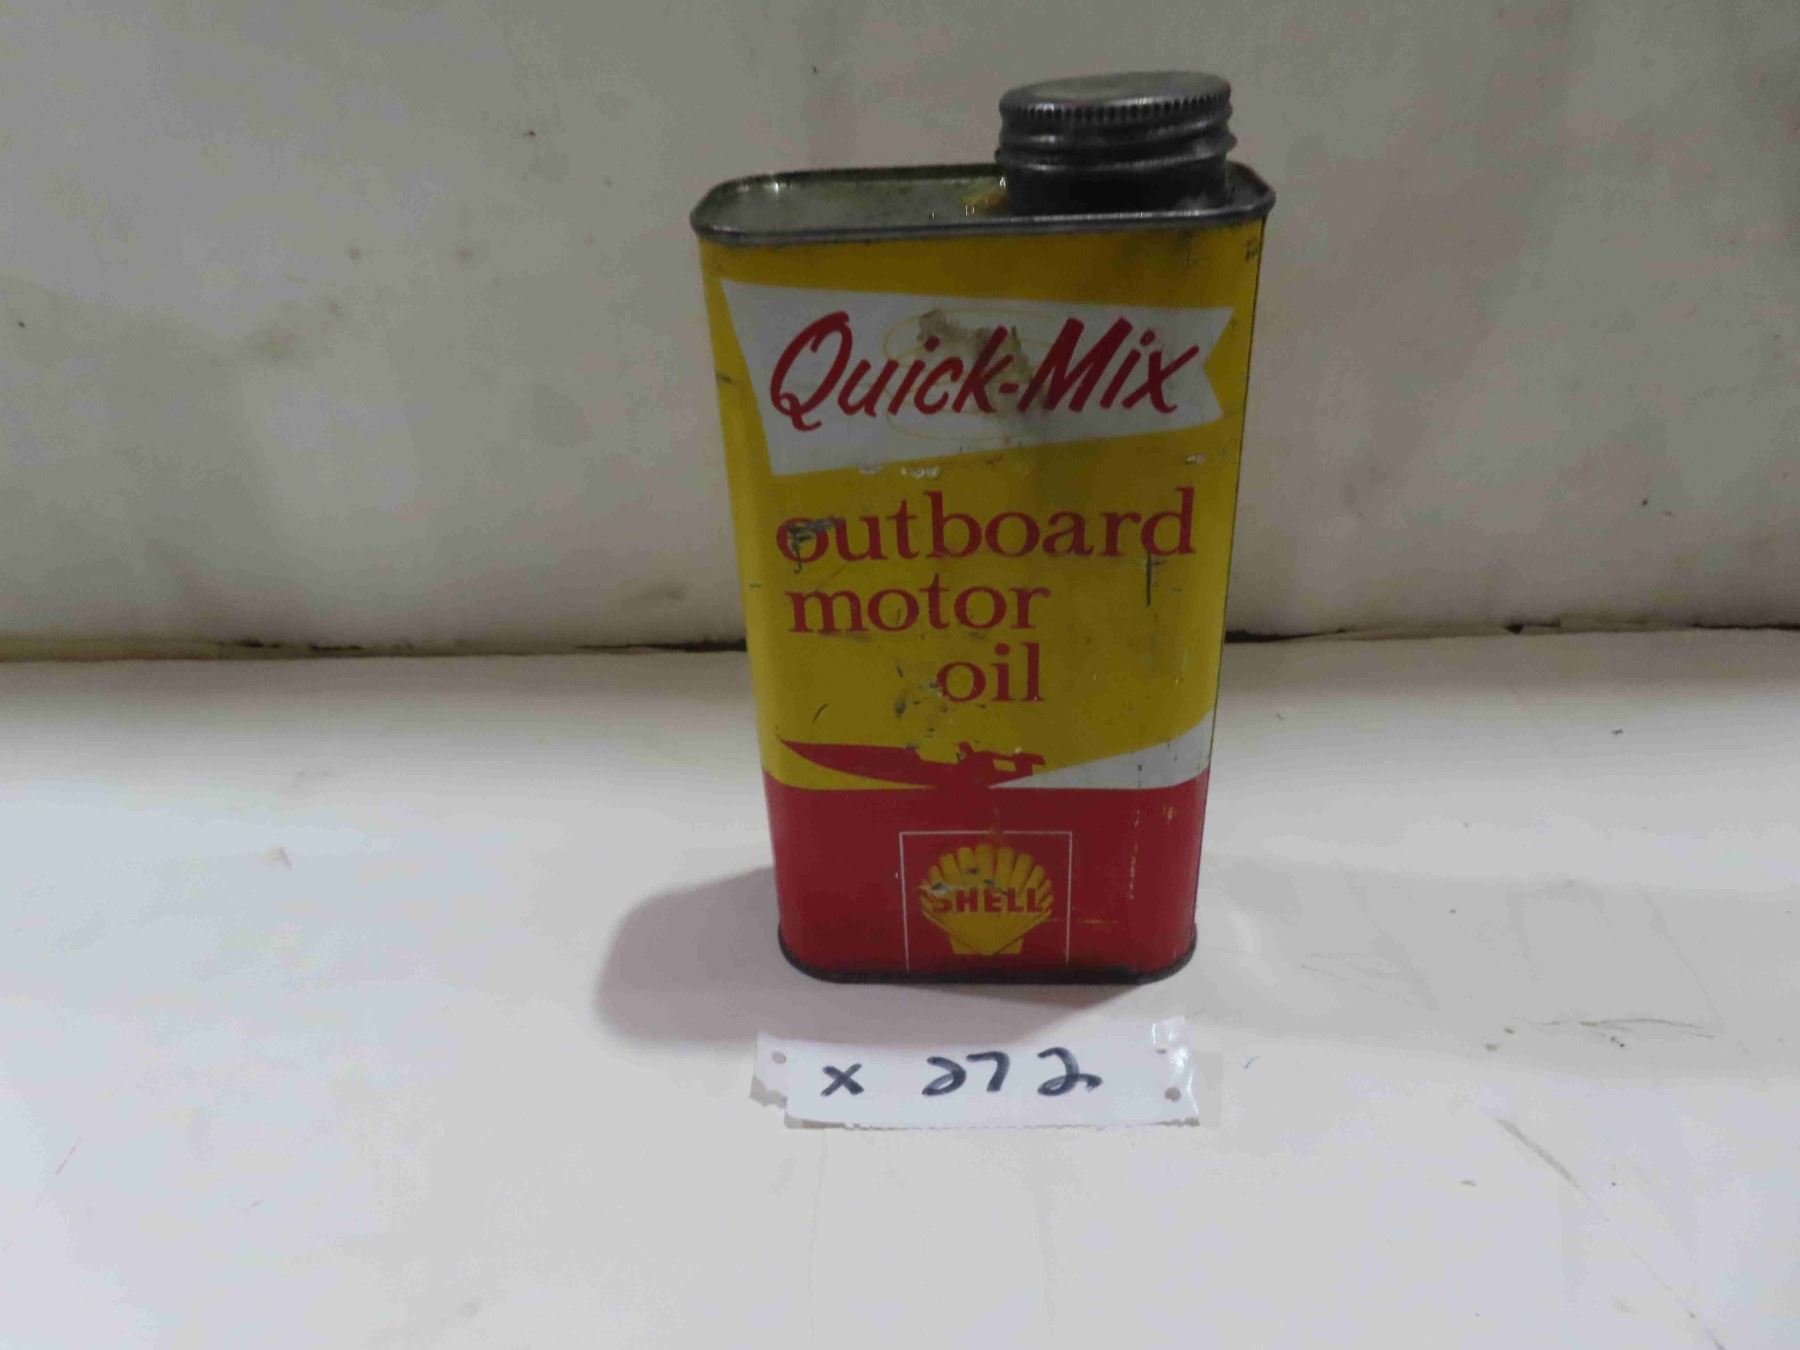 Quick-Mix
outboard
motor
oil
SHELL
x 272